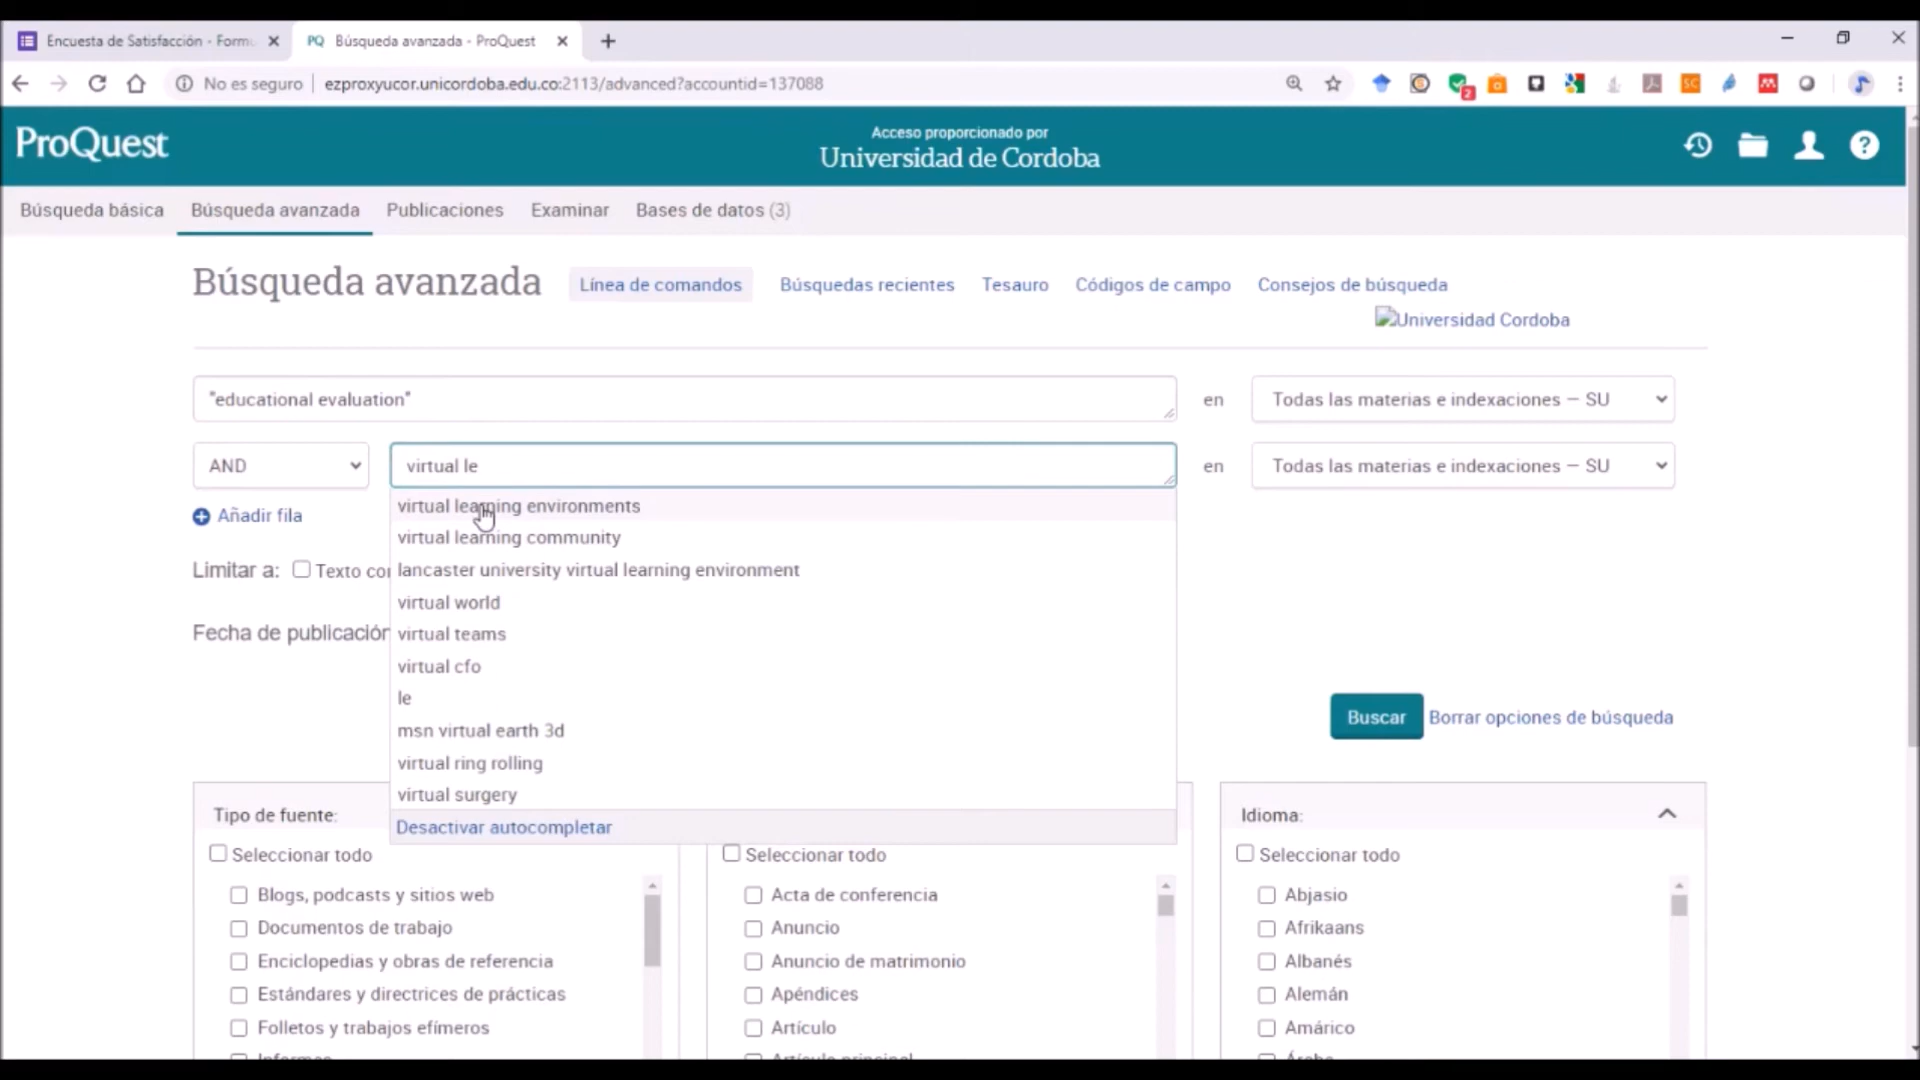 Encuesta de Satisfacción - Formu
PQ Búsqueda avanzada - ProQuest
No es seguro ezproxyucor.unicordoba.edu.co:2113/advanced?accountid=137088
ProQuest
Acceso proporcionado por
Universidad de Cordoba
Búsqueda básica Búsqueda avanzada Publicaciones Examinar Bases de datos (3)
Búsqueda avanzada Línea de comandos Búsquedas recientes Tesauro Códigos de campo Consejos de búsqueda
Universidad Cordoba
"educational evaluation" en Todas las materias e indexaciones — SU
AND virtual le en Todas las materias e indexaciones — SU
Añadir fila
virtual learning environments
virtual learning community
Limitar a: Texto co
lancaster university virtual learning environment
virtual world
Fecha de publicación
virtual teams
virtual cfo
le
msn virtual earth 3d
virtual ring rolling
virtual surgery
Desactivar autocompletar
Buscar Borrar opciones de búsqueda
Tipo de fuente:
Seleccionar todo
Blogs, podcasts y sitios web
Documentos de trabajo
Enciclopedias y obras de referencia
Estándares y directrices de prácticas
Folletos y trabajos efímeros
Informes
Seleccionar todo
Acta de conferencia
Anuncio
Anuncio de matrimonio
Apéndices
Artículo
Artículo principal
Idioma:
Seleccionar todo
Abjasio
Afrikaans
Albanés
Alemán
Amárico
Árabe